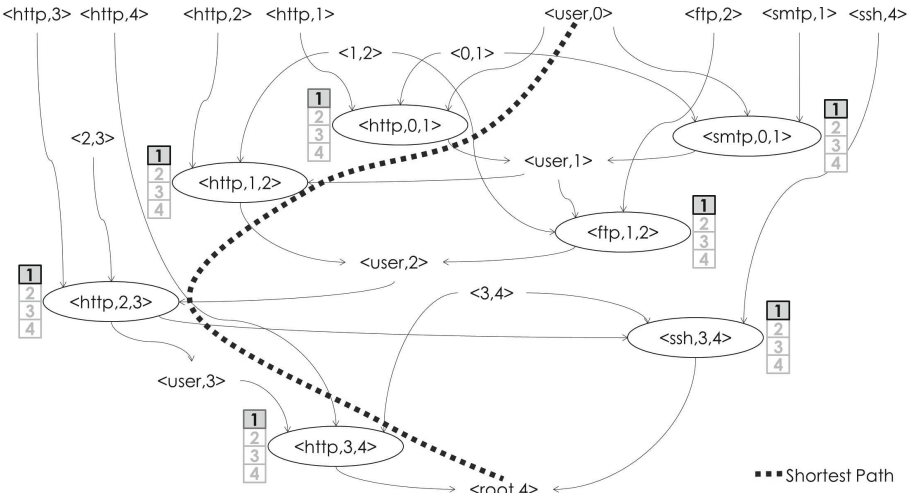 <http,3> <http,4> <http,2> <http,1> <user,0> <ftp,2> <smtp,1> <ssh,4>
<1,2> <0,1>
1
2
3
4
<http,0,1>
<smtp,0,1>
1
2
3
4
<2,3>
1
2
3
4
<http,1,2>
<user,1>
<ftp,1,2>
1
2
3
4
<user,2>
1
2
3
4
<http,2,3>
<3,4>
<ssh,3,4>
1
2
3
4
<user,3>
1
2
3
4
<http,3,4>
<root,4>
Shortest Path